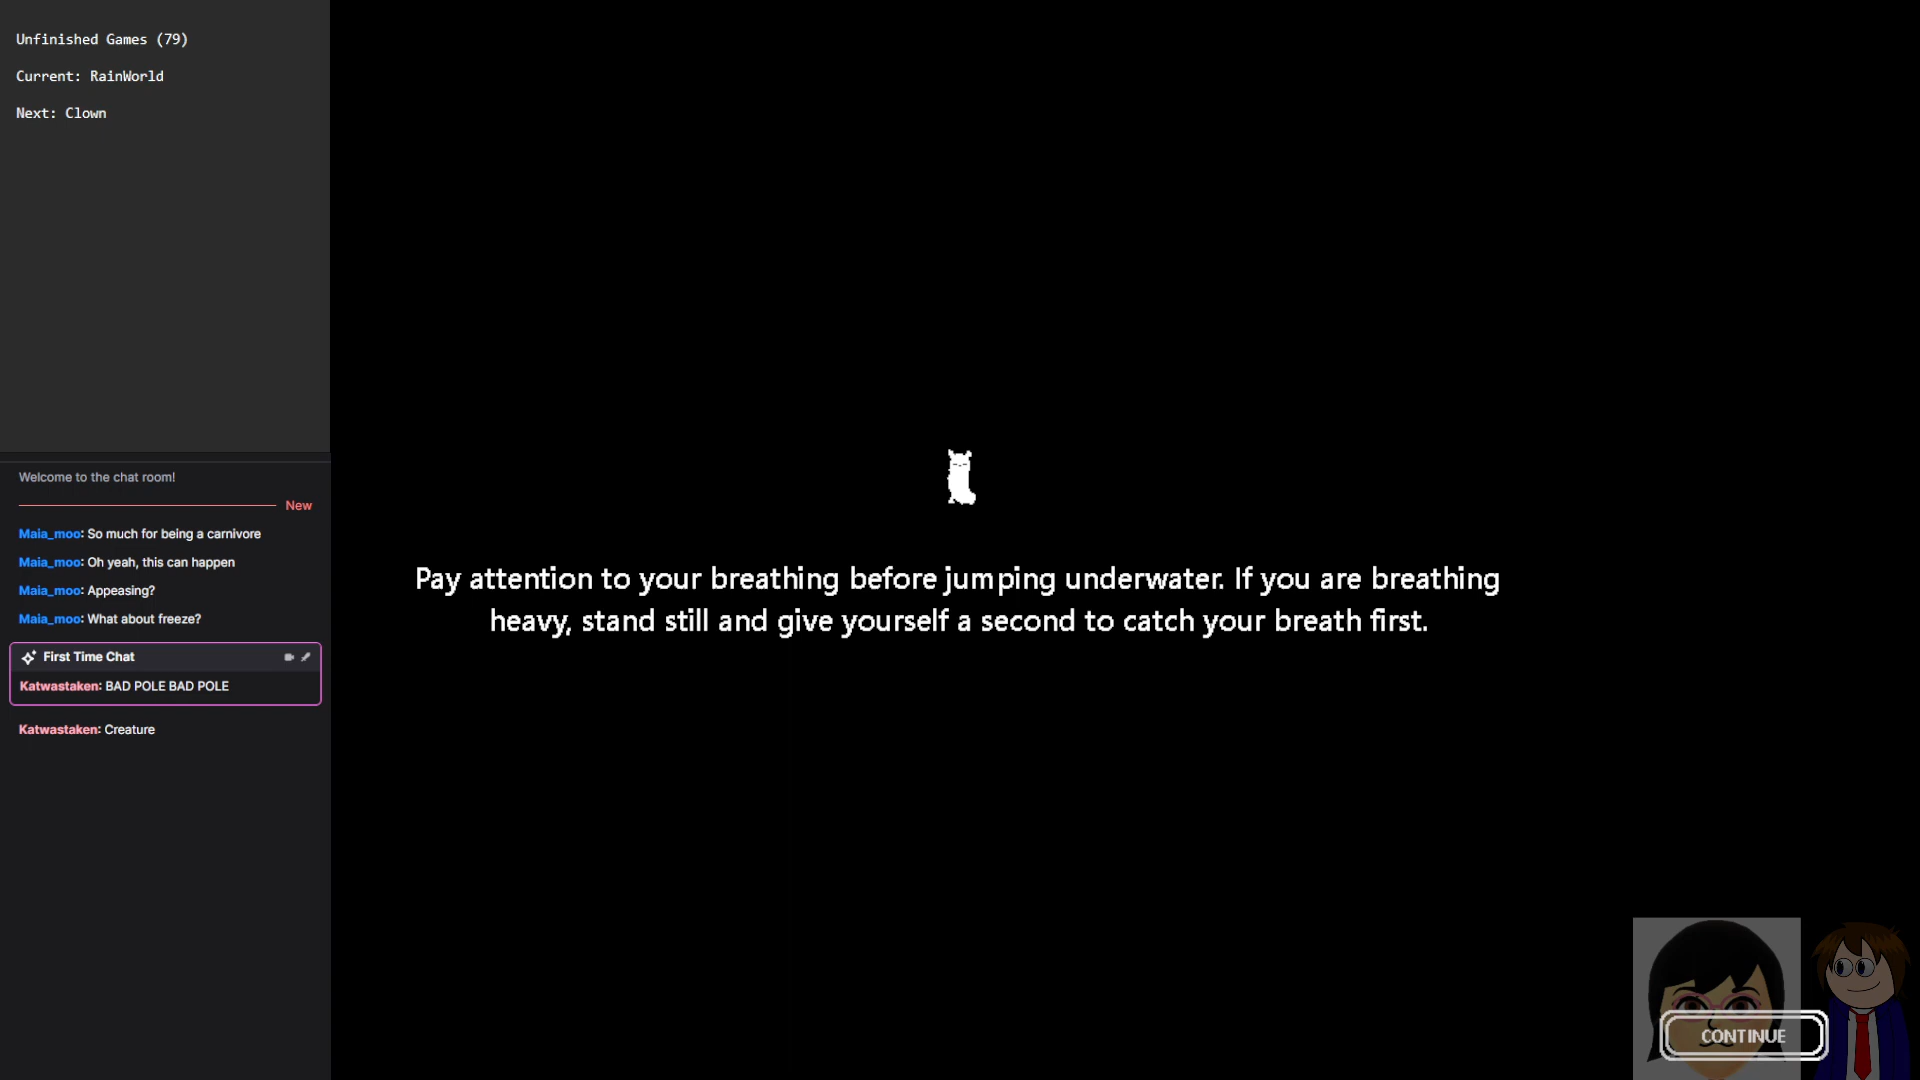 Unfinished Games (79)
Current: RainWorld
Next: Clown
Welcome to the chat room!
New
Maia_moo: So much for being a carnivore
Maia_moo: Oh yeah, this can happen
Maia_moo: Appeasing?
Maia_moo: What about freeze?
First Time Chat
Katwastaken: BAD POLE BAD POLE
Katwastaken: Creature
Pay attention to your breathing before jumping underwater. If you are breathing
heavy, stand still and give yourself a second to catch your breath first.
CONTINUE